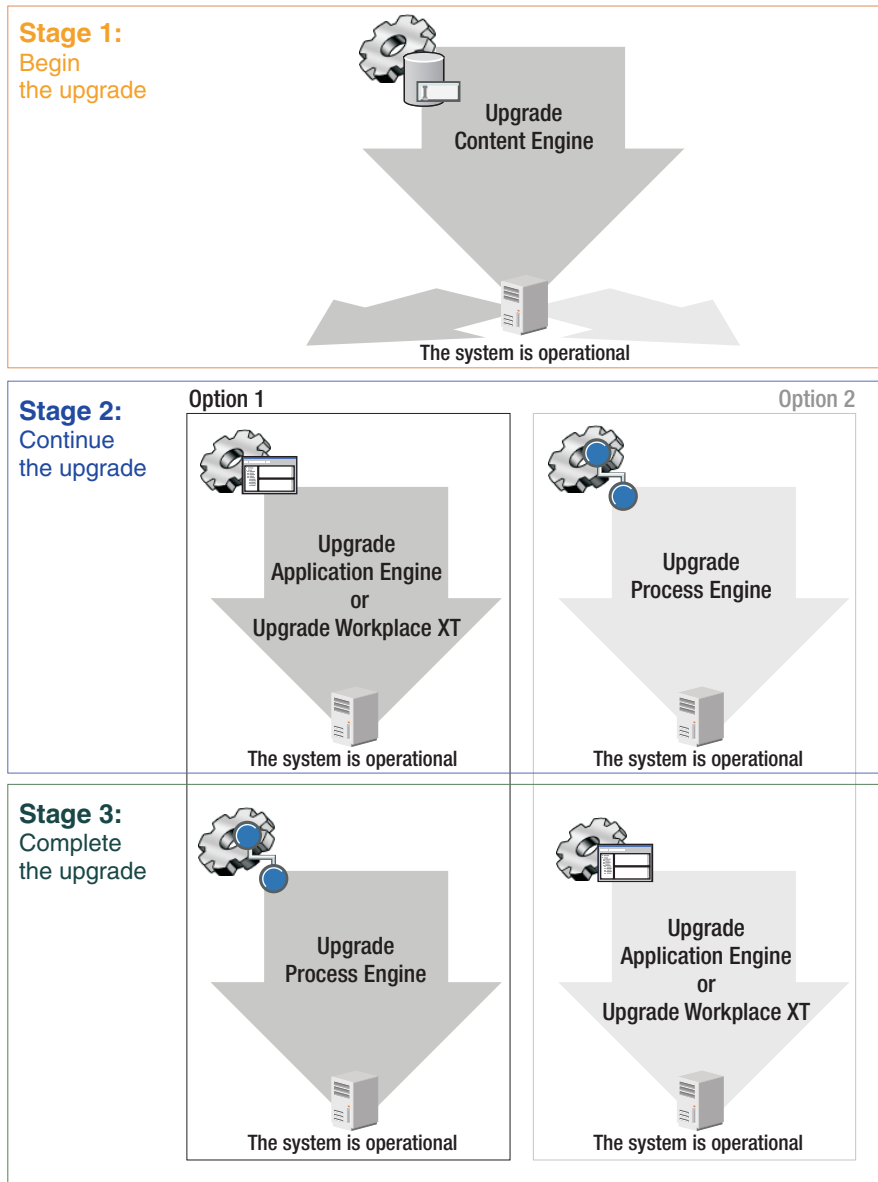 Stage 1:
Begin
the upgrade
Upgrade
Content Engine
The system is operational
Stage 2:
Continue
the upgrade
Option 1
Upgrade
Application Engine
or
Upgrade Workplace XT
The system is operational
Option 2
Upgrade
Process Engine
The system is operational
Stage 3:
Complete
the upgrade
Upgrade
Process Engine
The system is operational
Upgrade
Application Engine
or
Upgrade Workplace XT
The system is operational